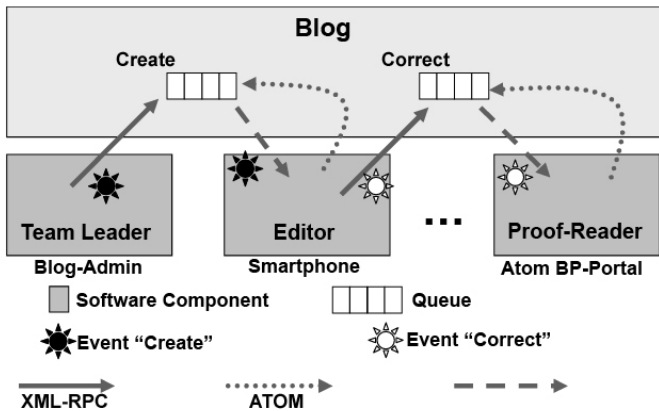 Blog
Create
Correct
Team Leader
Editor
...
Proof-Reader
Blog-Admin
Smartphone
Atom BP-Portal
Software Component
Queue
Event “Create”
Event “Correct”
XML-RPC
ATOM